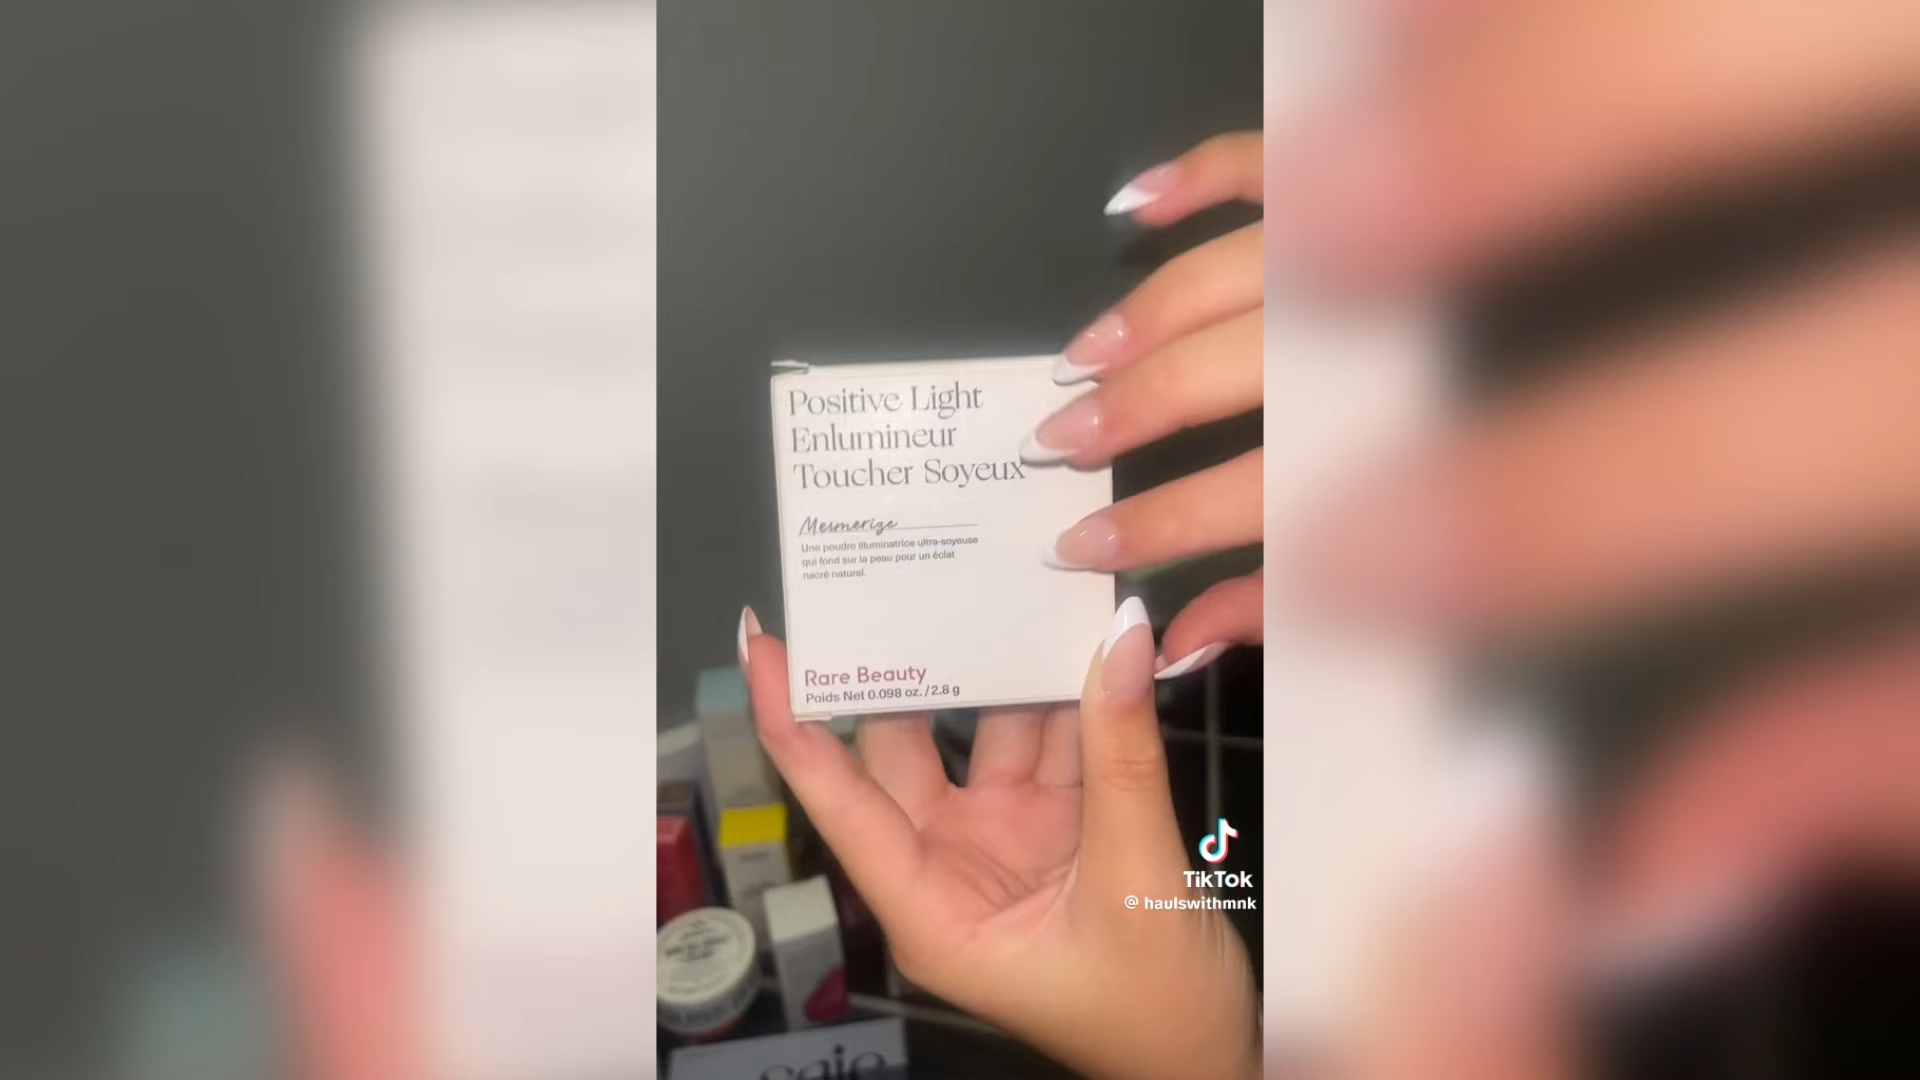 Positive Light
Enlumineur
Toucher Soyeux
Mesmerize
Une poudre illuminatrice ultra-soyeuse
qui fond sur la peau pour un éclat
nacré naturel.
Rare Beauty
Poids Net 0.098 oz./2.8 g
TikTok
@ haulswithmnk